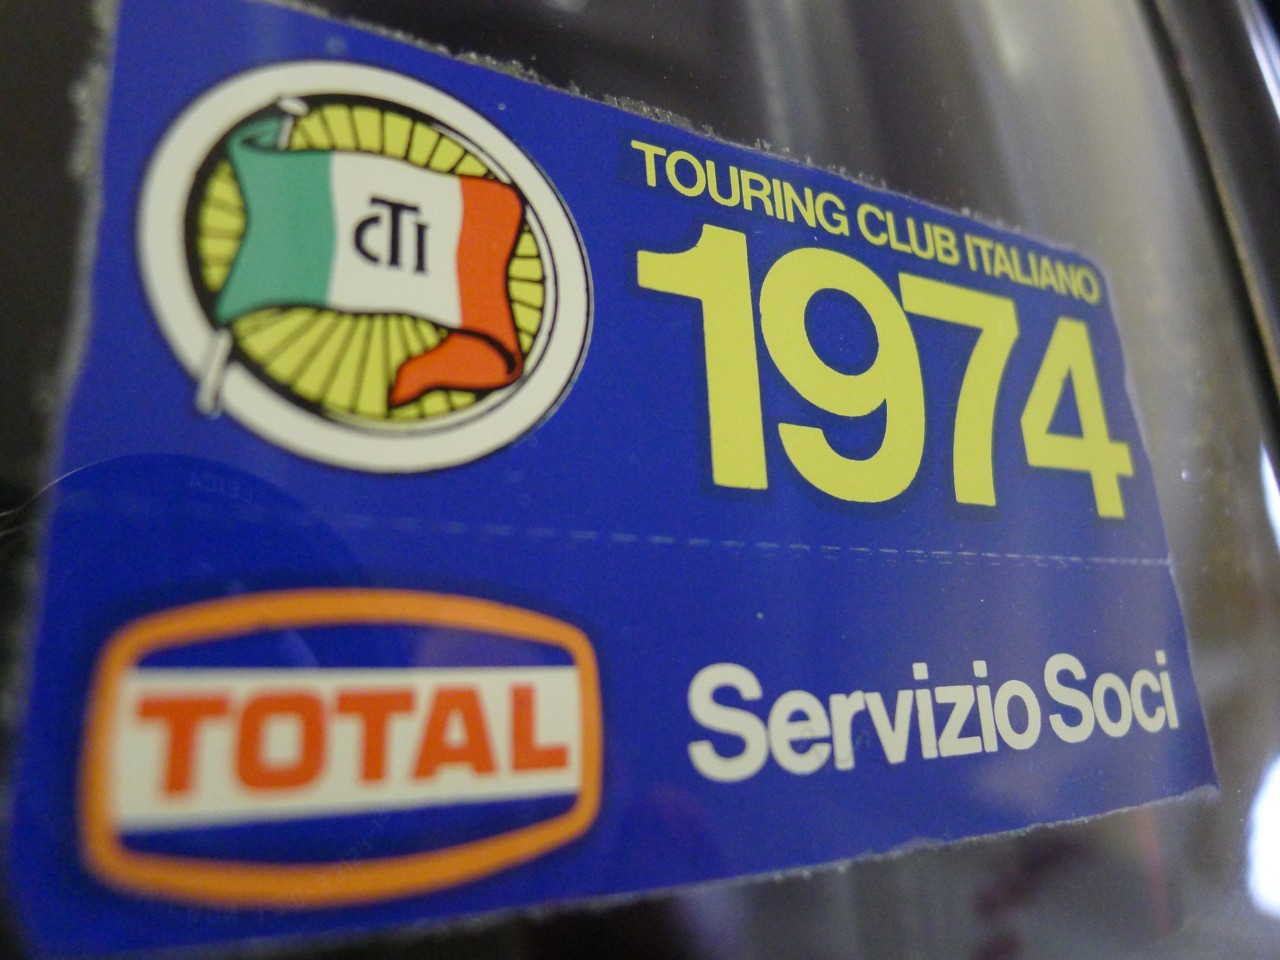 CTI
TOURING CLUB ITALIANO
1974
TOTAL
Servizio Soci